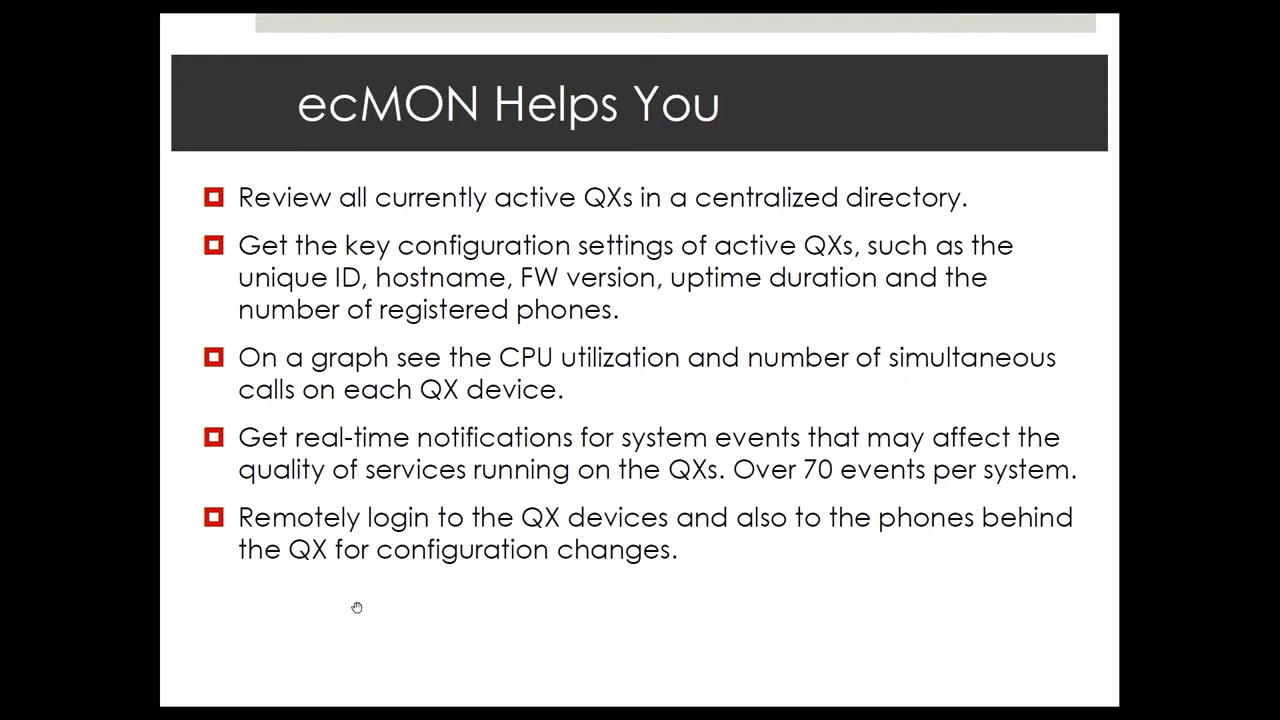 ecMON Helps You
Review all currently active QXs in a centralized directory.
Get the key configuration settings of active QXs, such as the
unique ID, hostname, FW version, uptime duration and the
number of registered phones.
On a graph see the CPU utilization and number of simultaneous
calls on each QX device.
Get real-time notifications for system events that may affect the
quality of services running on the QXs. Over 70 events per system.
Remotely login to the QX devices and also to the phones behind
the QX for configuration changes.